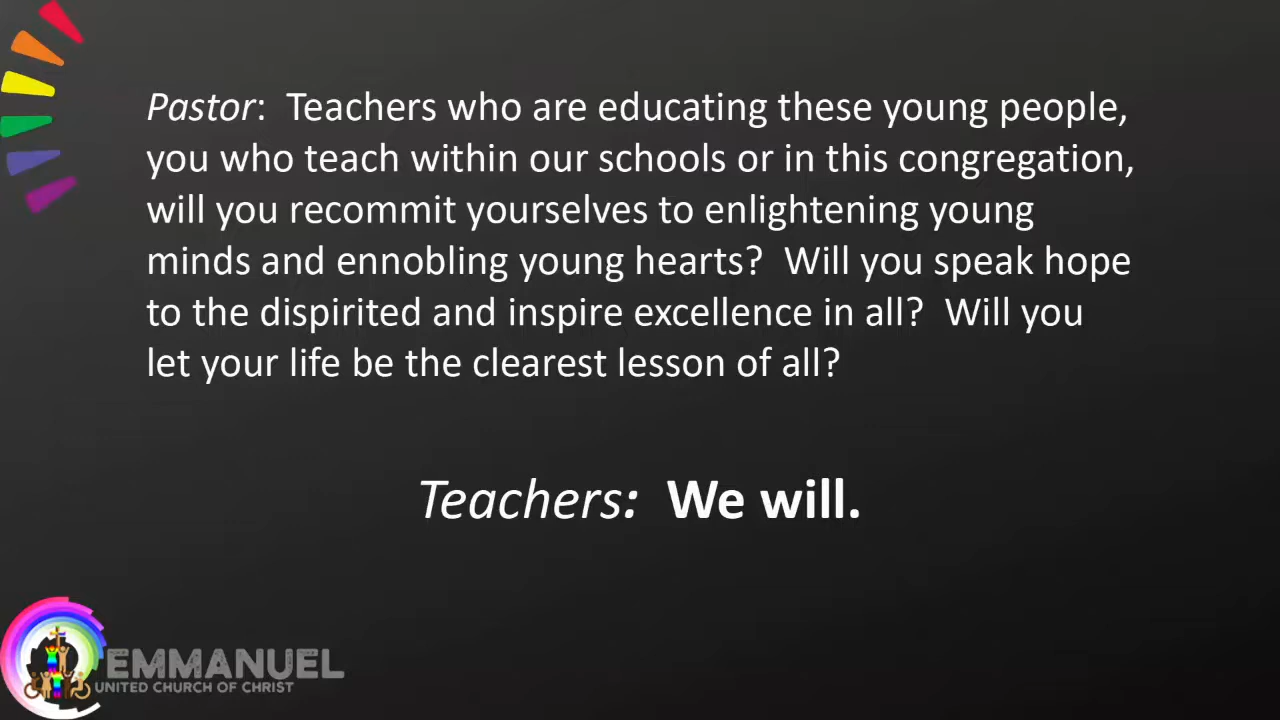 Pastor:  Teachers who are educating these young people,
you who teach within our schools or in this congregation,
will you recommit yourselves to enlightening young
minds and ennobling young hearts?  Will you speak hope
to the dispirited and inspire excellence in all?  Will you
let your life be the clearest lesson of all?
Teachers:  We will.
EMMANUEL
UNITED CHURCH OF CHRIST